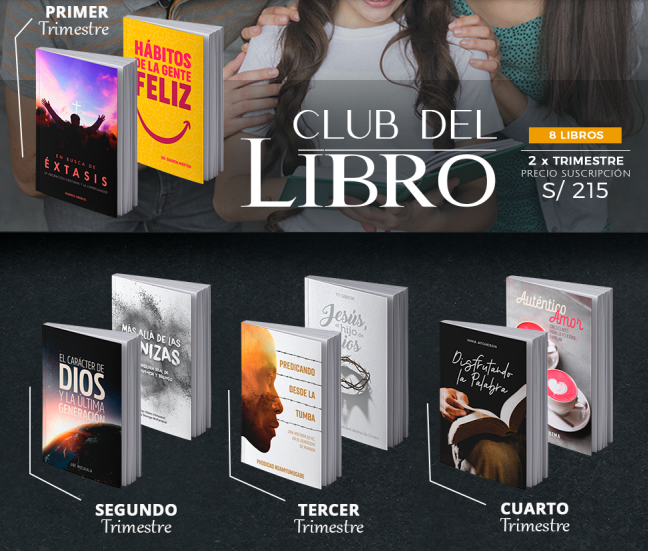 PRIMER
Trimestre
HÁBITOS
DE LA GENTE
FELIZ
EN BUSCA DE
ÉXTASIS
CLUB DEL
LIBRO
8 LIBROS
2 x TRIMESTRE
PRECIO SUSCRIPCIÓN
S/ 215
MÁS ALLÁ DE LAS
EL CARÁCTER DE
DIOS
Y LA ÚLTIMA
GENERACIÓN
Jesús,
hijo de
PREDICANDO
DESDE LA
TUMBA
Auténtico
Amor
Disfrutando
la Palabra
SEGUNDO
Trimestre
TERCER
Trimestre
CUARTO
Trimestre